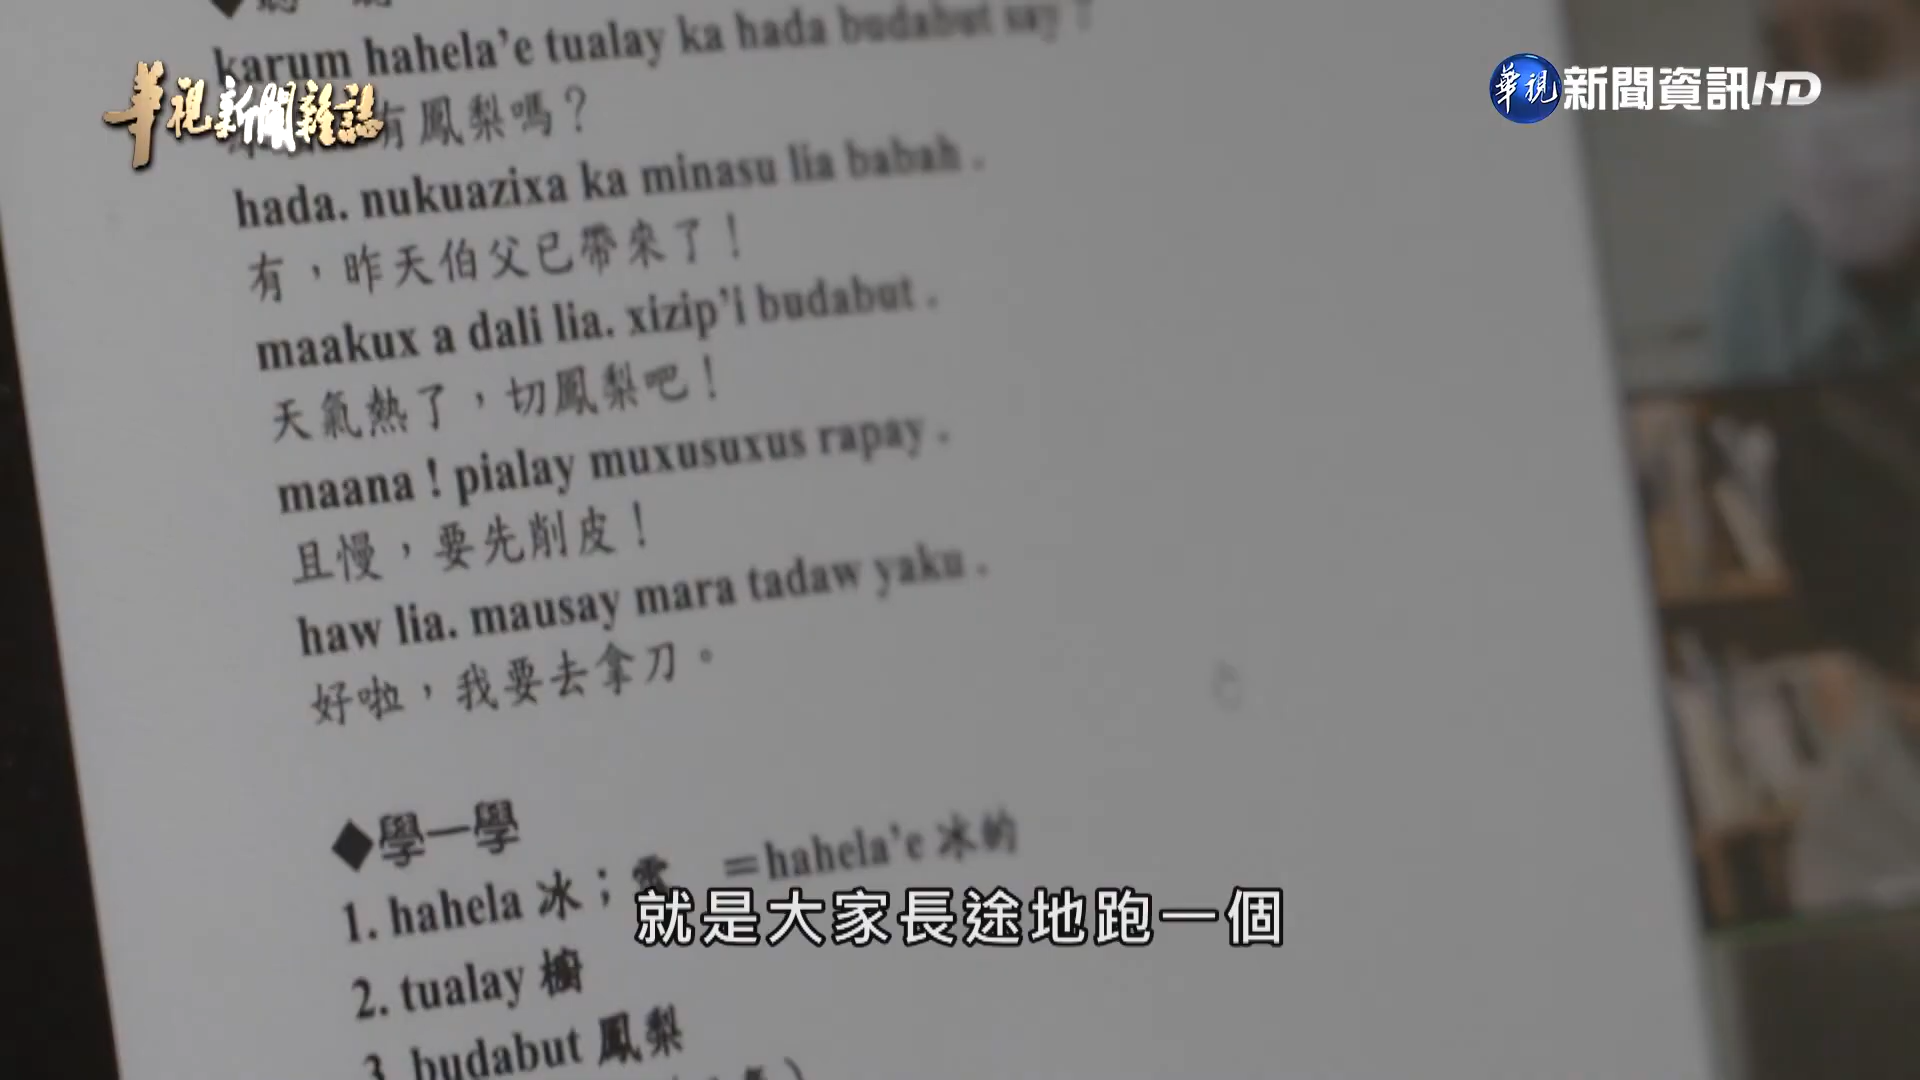 karum hahela'e tualay ka hada budabut say ?
有鳳梨嗎？
hada. nukuazixa ka minasu lia babah .
有，昨天伯父已帶來了！
maakux a dali lia. xizip'i budabut .
天氣熱了，切鳳梨吧！
maana ! pialay muxusuxus rapay .
且慢，要先削皮！
haw lia. mausay mara tadaw yaku .
好啦，我要去拿刀。
◆學一學
1. hahela 冰；雪 ＝hahela'e 冰的
2. tualay 櫥
3. budabut 鳳梨
華視新聞雜誌
華視 新聞資訊HD
就是大家長途地跑一個